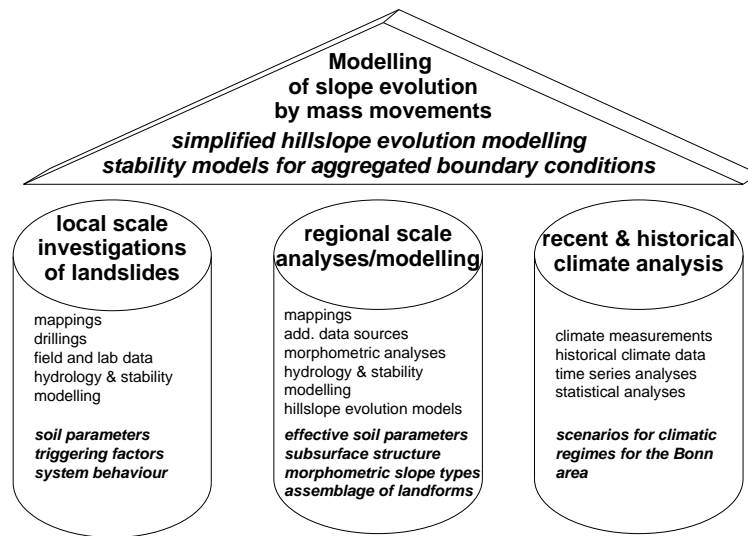 Modelling
of slope evolution
by mass movements
simplified hillslope evolution modelling
stability models for aggregated boundary conditions
local scale
investigations
of landslides
mappings
drillings
field and lab data
hydrology & stability
modelling
soil parameters
triggering factors
system behaviour
regional scale
analyses/modelling
mappings
add. data sources
morphometric analyses
hydrology & stability
modelling
hillslope evolution models
effective soil parameters
subsurface structure
morphometric slope types
assemblage of landforms
recent & historical
climate analysis
climate measurements
historical climate data
time series analyses
statistical analyses
scenarios for climatic
regimes for the Bonn
area